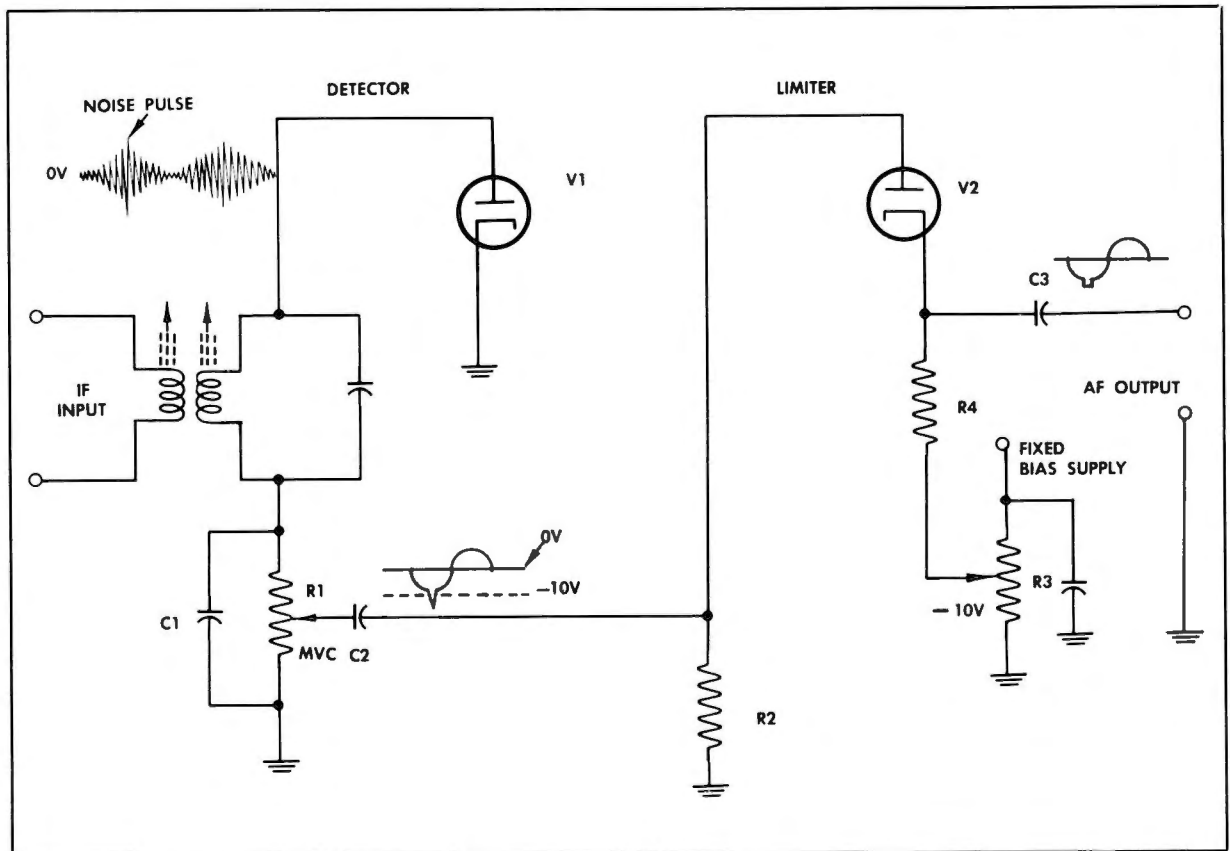 DETECTOR
LIMITER
NOISE PULSE
0V
V1
V2
C3
IF
INPUT
AF OUTPUT
R4
FIXED
BIAS SUPPLY
0V
R1
−10V
R3
C1
−10V
MVC C2
R2